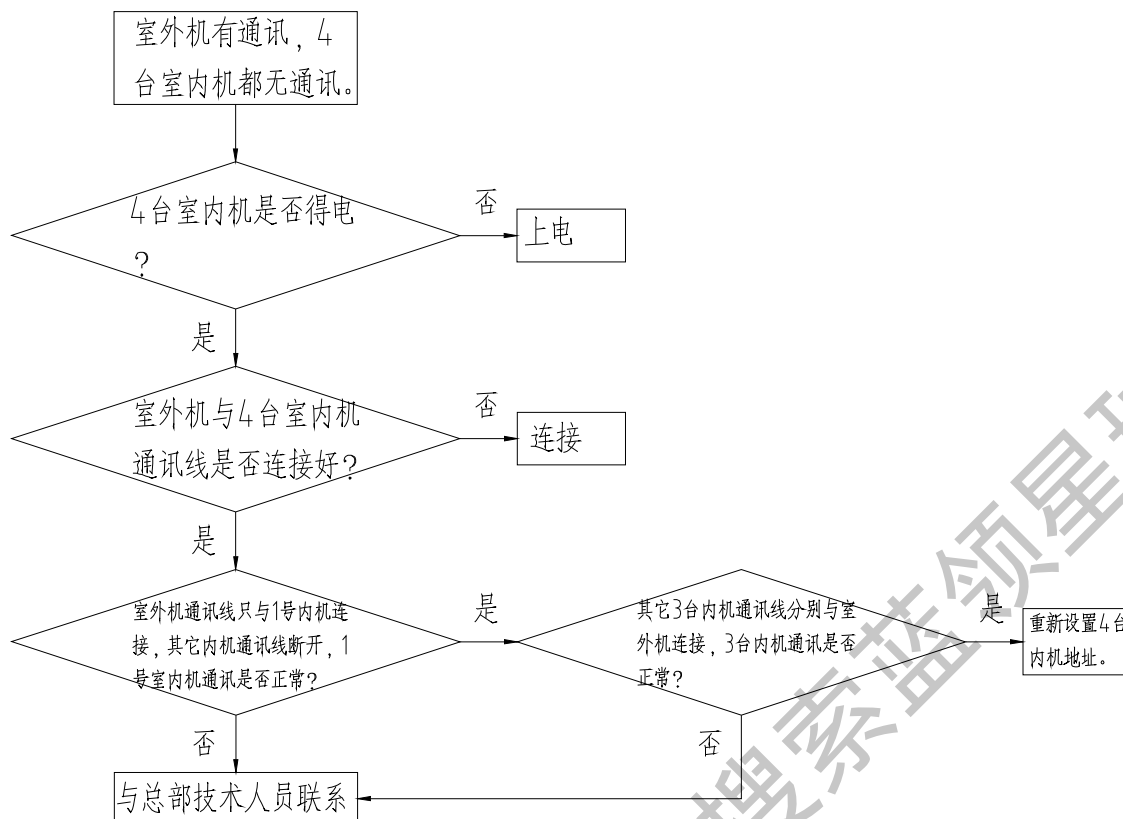 室外机有通讯，4
台室内机都无通讯。
4台室内机是否得电
？
否
上电
是
室外机与4台室内机
通讯线是否连接好？
否
连接
是
室外机通讯线只与1号内机连
接，其它内机通讯线断开，1
号室内机通讯是否正常？
是
其它3台内机通讯线分别与室
外机连接，3台内机通讯是否
正常？
是
重新设置4台
内机地址。
否
否
与总部技术人员联系
搜索蓝领星球